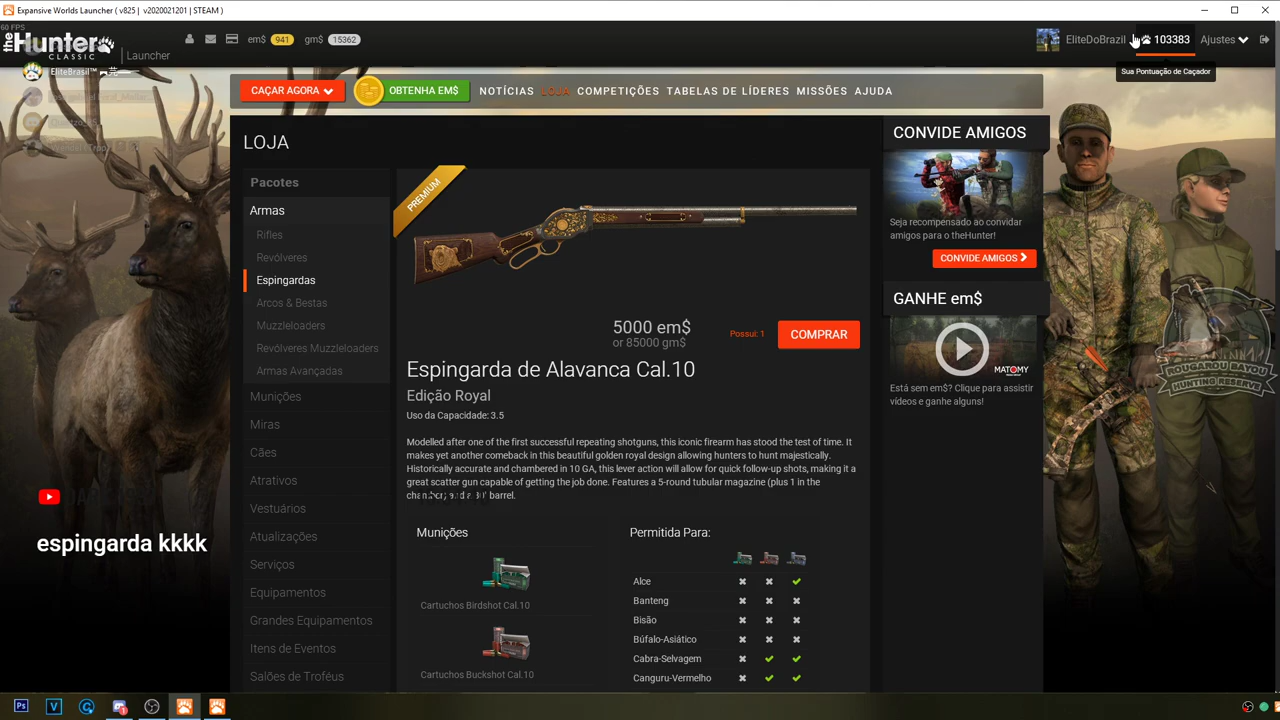 Expansive Worlds Launcher ( v825 | v2020021201 | STEAM )
60 FPS
theHunter
CLASSIC
Launcher
em$ 941 gm$ 15362
EliteDoBrazil 103383 Ajustes
Sua Pontuação de Caçador
EliteBrasil™
CAÇAR AGORA OBTENHA EM$ NOTÍCIAS LOJA COMPETIÇÕES TABELAS DE LÍDERES MISSÕES AJUDA
LOJA
Pacotes
Armas
Rifles
Revólveres
Espingardas
Arcos & Bestas
Muzzleloaders
Revólveres Muzzleloaders
Armas Avançadas
Munições
Miras
Cães
Atrativos
Vestuários
Atualizações
Serviços
Equipamentos
Grandes Equipamentos
Itens de Eventos
Salões de Troféus
PREMIUM
5000 em$
or 85000 gm$
Possui: 1
COMPRAR
Espingarda de Alavanca Cal.10
Edição Royal
Uso da Capacidade: 3.5
Modelled after one of the first successful repeating shotguns, this iconic firearm has stood the test of time. It
makes yet another comeback in this beautiful golden royal design allowing hunters to hunt majestically.
Historically accurate and chambered in 10 GA, this lever action will allow for quick follow-up shots, making it a
great scatter gun capable of getting the job done. Features a 5-round tubular magazine (plus 1 in the
barrel.
Munições
Cartuchos Birdshot Cal.10
Cartuchos Buckshot Cal.10
Permitida Para:
Alce
Banteng
Bisão
Búfalo-Asiático
Cabra-Selvagem
Canguru-Vermelho
CONVIDE AMIGOS
Seja recompensado ao convidar
amigos para o theHunter!
CONVIDE AMIGOS
GANHE em$
MATOMY
Está sem em$? Clique para assistir
vídeos e ganhe alguns!
ROUGAROU BAYOU
HUNTING RESERVE
espingarda kkkk